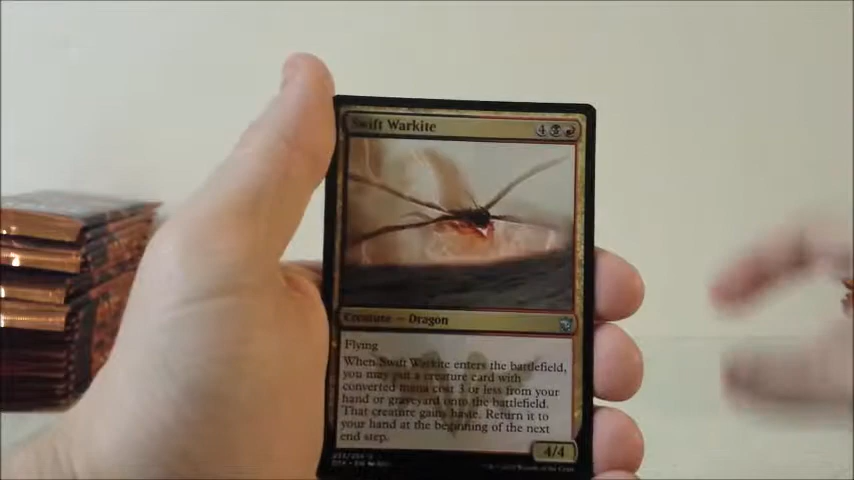 Swift Warkite
4
Creature — Dragon
Flying
When Swift Warkite enters the battlefield,
you may put a creature card with
converted mana cost 3 or less from your
hand or graveyard onto the battlefield.
That creature gains haste. Return it to
your hand at the beginning of the next
end step.
4/4